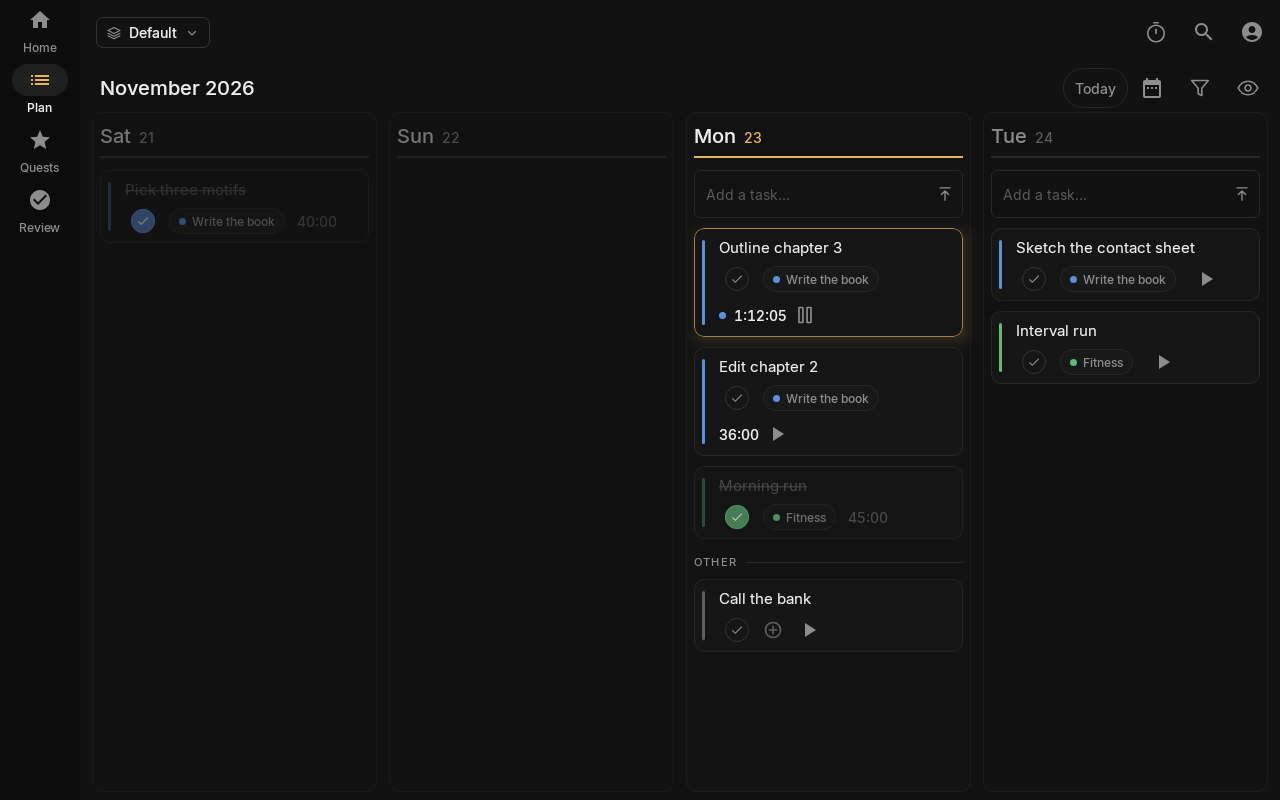 Home
Plan
Quests
Review
Default
November 2026
Today
Sat 21
Pick three motifs
Write the book 40:00
Sun 22
Mon 23
Add a task...
Outline chapter 3
Write the book
1:12:05
Edit chapter 2
Write the book
36:00
Morning run
Fitness 45:00
OTHER
Call the bank
Tue 24
Add a task...
Sketch the contact sheet
Write the book
Interval run
Fitness